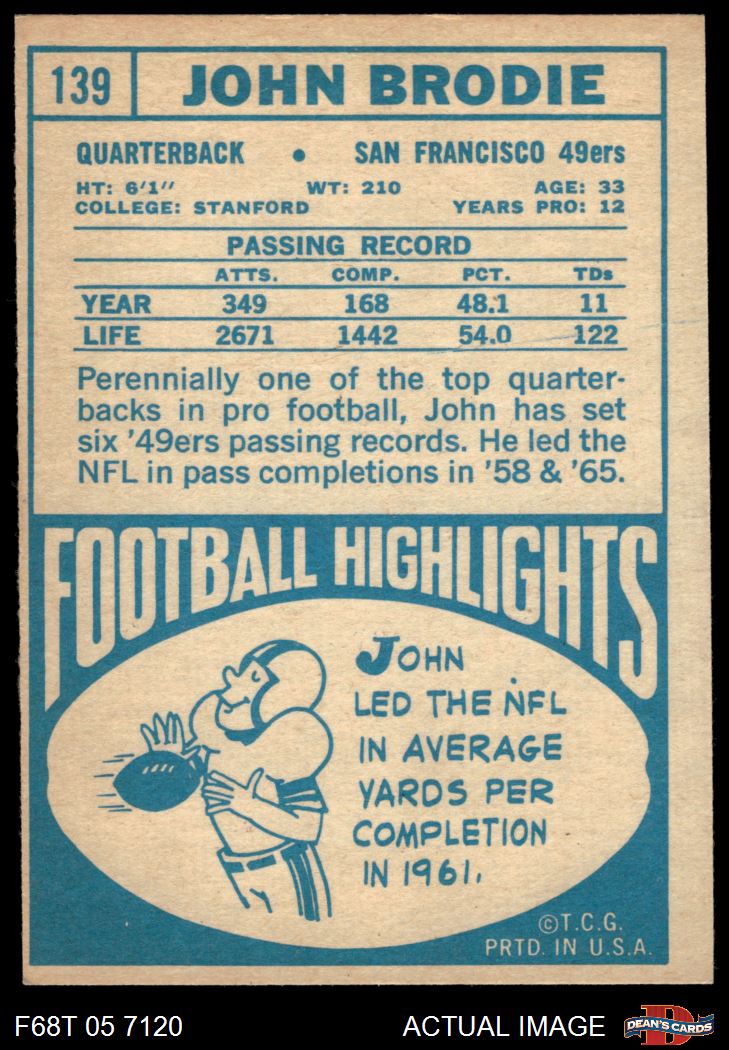 139 JOHN BRODIE
QUARTERBACK • SAN FRANCISCO 49ers
HT: 6'1" WT: 210 AGE: 33
COLLEGE: STANFORD YEARS PRO: 12
PASSING RECORD
ATTS. COMP. PCT. TDs
YEAR 349 168 48.1 11
LIFE 2671 1442 54.0 122
Perennially one of the top quarter-
backs in pro football, John has set
six '49ers passing records. He led the
NFL in pass completions in '58 & '65.
FOOTBALL HIGHLIGHTS
JOHN
LED THE NFL
IN AVERAGE
YARDS PER
COMPLETION
IN 1961.
©T.C.G.
PRTD. IN U.S.A.
F68T 05 7120 ACTUAL IMAGE DEAN'S CARDS